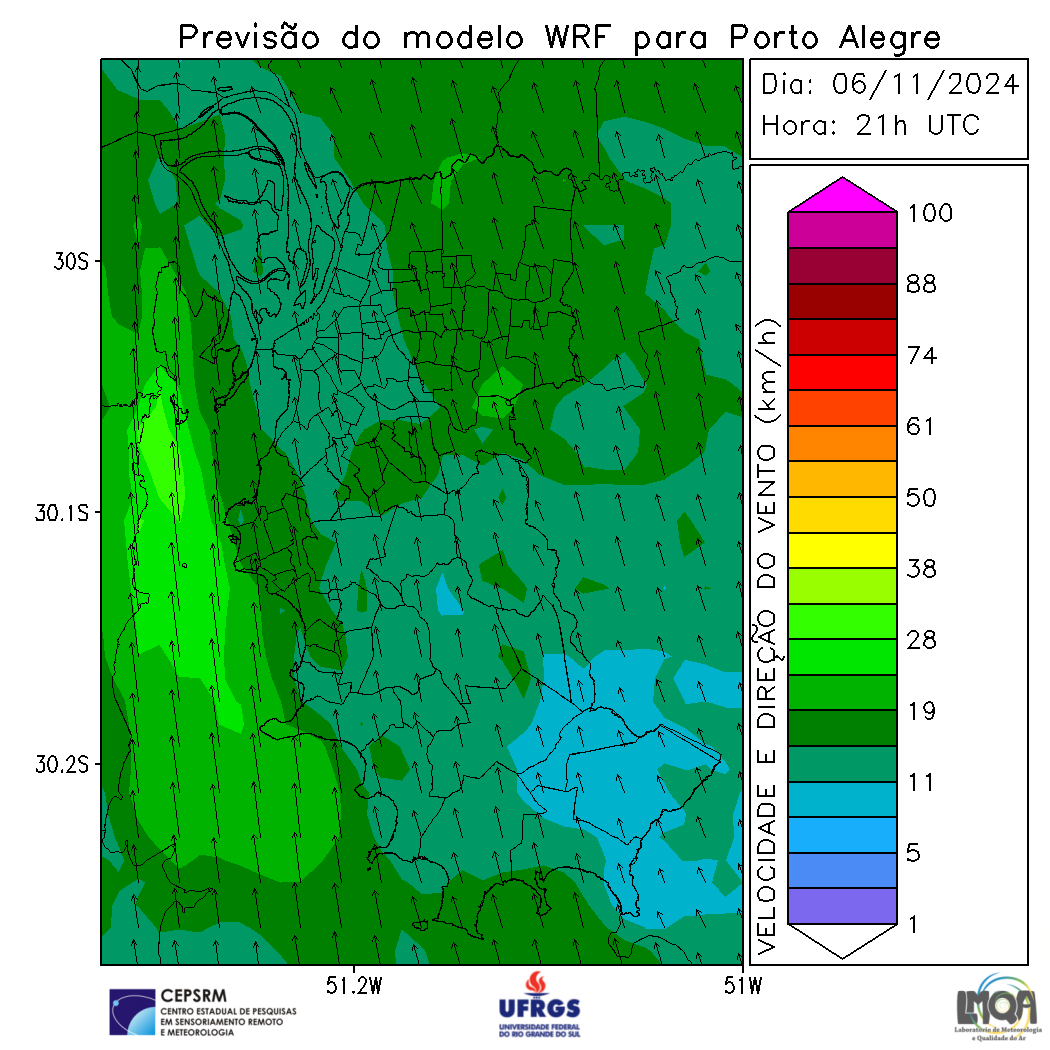 Previsão do modelo WRF para Porto Alegre
Dia: 06/11/2024
Hora: 21h UTC
30S
30.1S
30.2S
51.2W
51W
VELOCIDADE E DIREÇÃO DO VENTO (km/h)
100
88
74
61
50
38
28
19
11
5
1
CEPSRM
CENTRO ESTADUAL DE PESQUISAS
EM SENSORIAMENTO REMOTO
E METEOROLOGIA
UFRGS
UNIVERSIDADE FEDERAL
DO RIO GRANDE DO SUL
LMQA
Laboratório de Meteorologia
e Qualidade do Ar